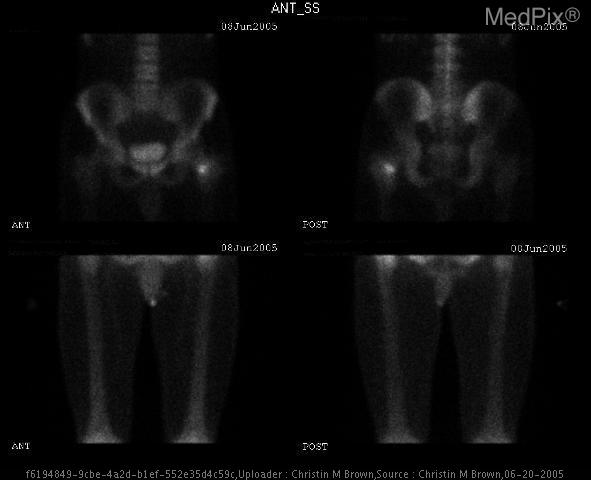 ANT_SS
MedPix®
08Jun2005
08Jun2005
ANT
POST
08Jun2005
08Jun2005
ANT
POST
f6194849-9cbe-4a2d-b1ef-552e35d4c59c,Uploader : Christin M Brown,Source : Christin M Brown,06-20-2005